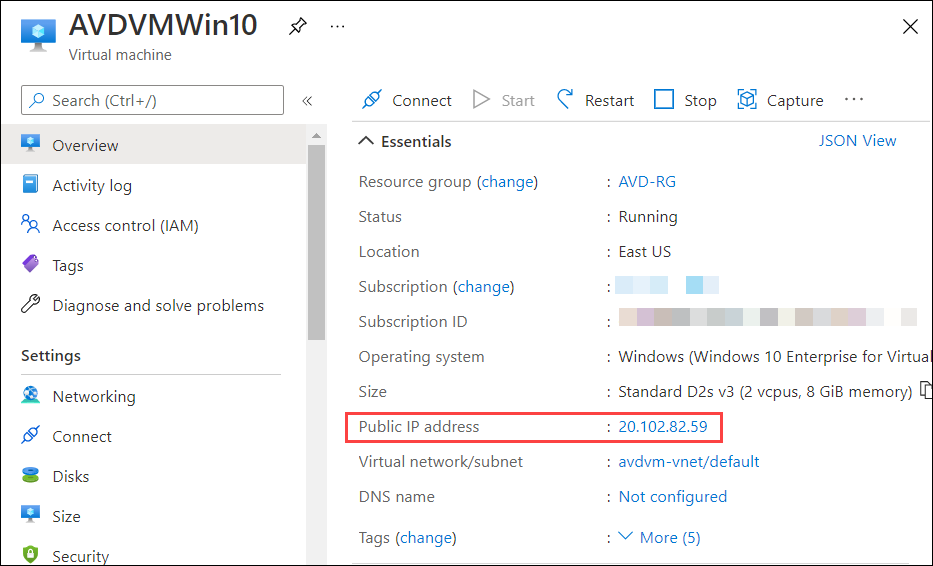 AVDVMWin10
...
Virtual machine
Search (Ctrl+/)
«
Overview
Activity log
Access control (IAM)
Tags
Diagnose and solve problems
Settings
Networking
Connect
Disks
Size
Security
Connect Start Restart Stop Capture ...
Essentials JSON View
Resource group (change) : AVD-RG
Status : Running
Location : East US
Subscription (change) :
Subscription ID :
Operating system : Windows (Windows 10 Enterprise for Virtual
Size : Standard D2s v3 (2 vcpus, 8 GiB memory)
Public IP address : 20.102.82.59
Virtual network/subnet : avdvm-vnet/default
DNS name : Not configured
Tags (change) : More (5)